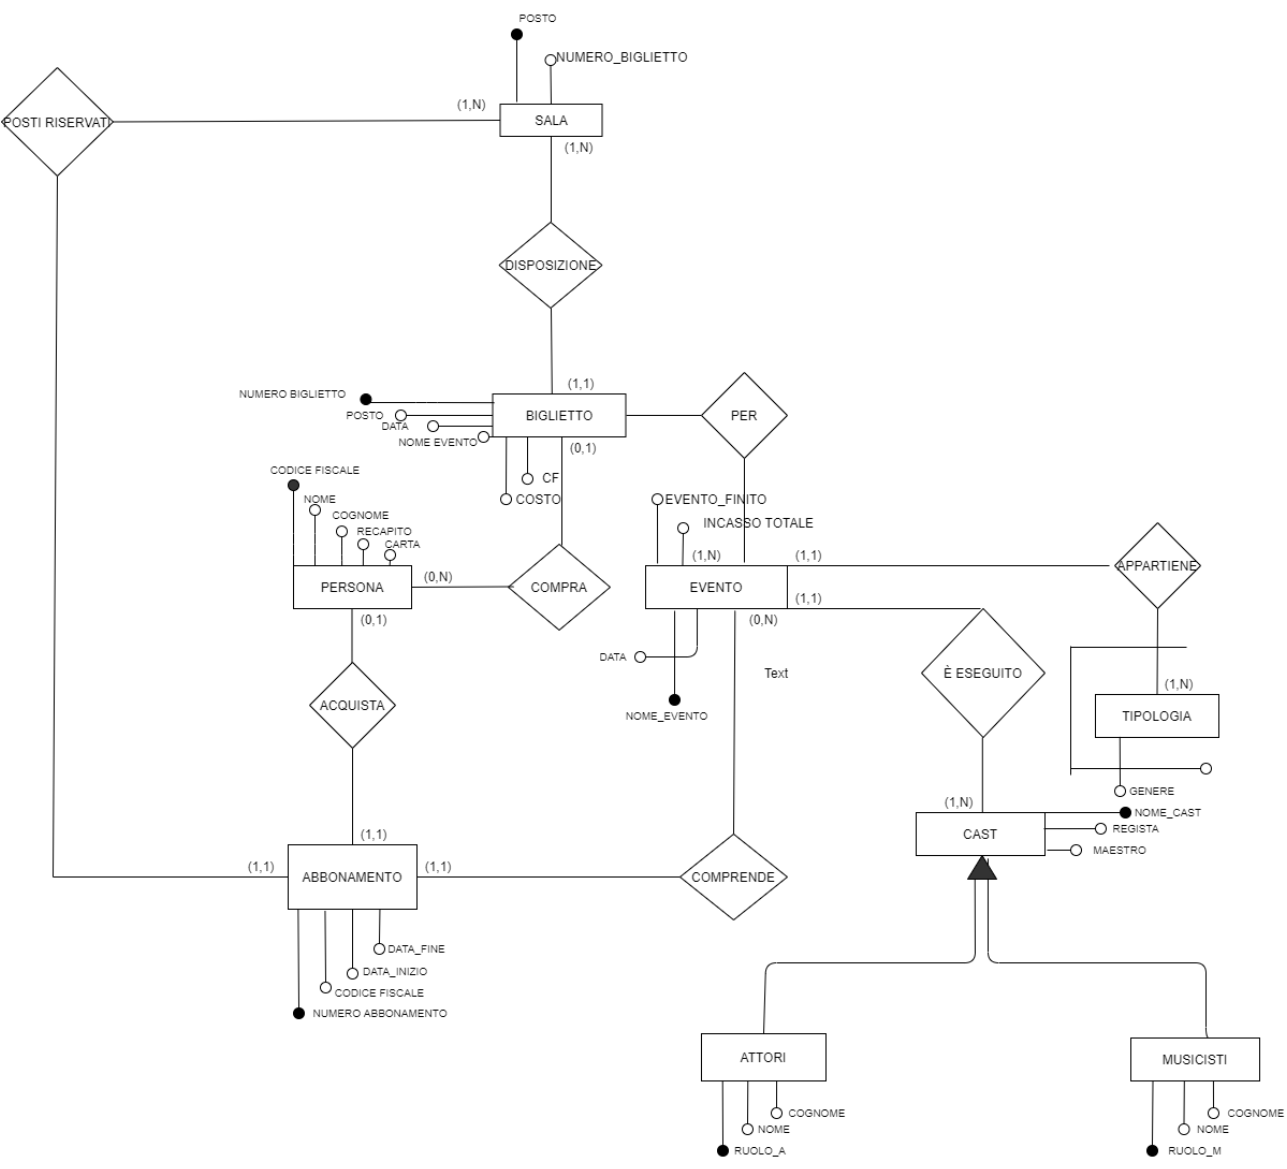 POSTO
NUMERO_BIGLIETTO
(1,N)
POSTI RISERVATI
SALA
(1,N)
DISPOSIZIONE
(1,1)
NUMERO BIGLIETTO
POSTO
BIGLIETTO
PER
DATA
NOME EVENTO
(0,1)
CODICE FISCALE
CF
NOME
COSTO
EVENTO_FINITO
COGNOME
INCASSO TOTALE
RECAPITO
CARTA
(1,N)
(1,1)
APPARTIENE
(0,N)
PERSONA
COMPRA
EVENTO
(1,1)
(0,1)
(0,N)
DATA
Text
È ESEGUITO
(1,N)
ACQUISTA
NOME_EVENTO
TIPOLOGIA
GENERE
(1,N)
NOME_CAST
CAST
REGISTA
MAESTRO
(1,1)
(1,1)
(1,1)
ABBONAMENTO
COMPRENDE
DATA_FINE
DATA_INIZIO
CODICE FISCALE
NUMERO ABBONAMENTO
ATTORI
MUSICISTI
COGNOME
COGNOME
NOME
NOME
RUOLO_A
RUOLO_M